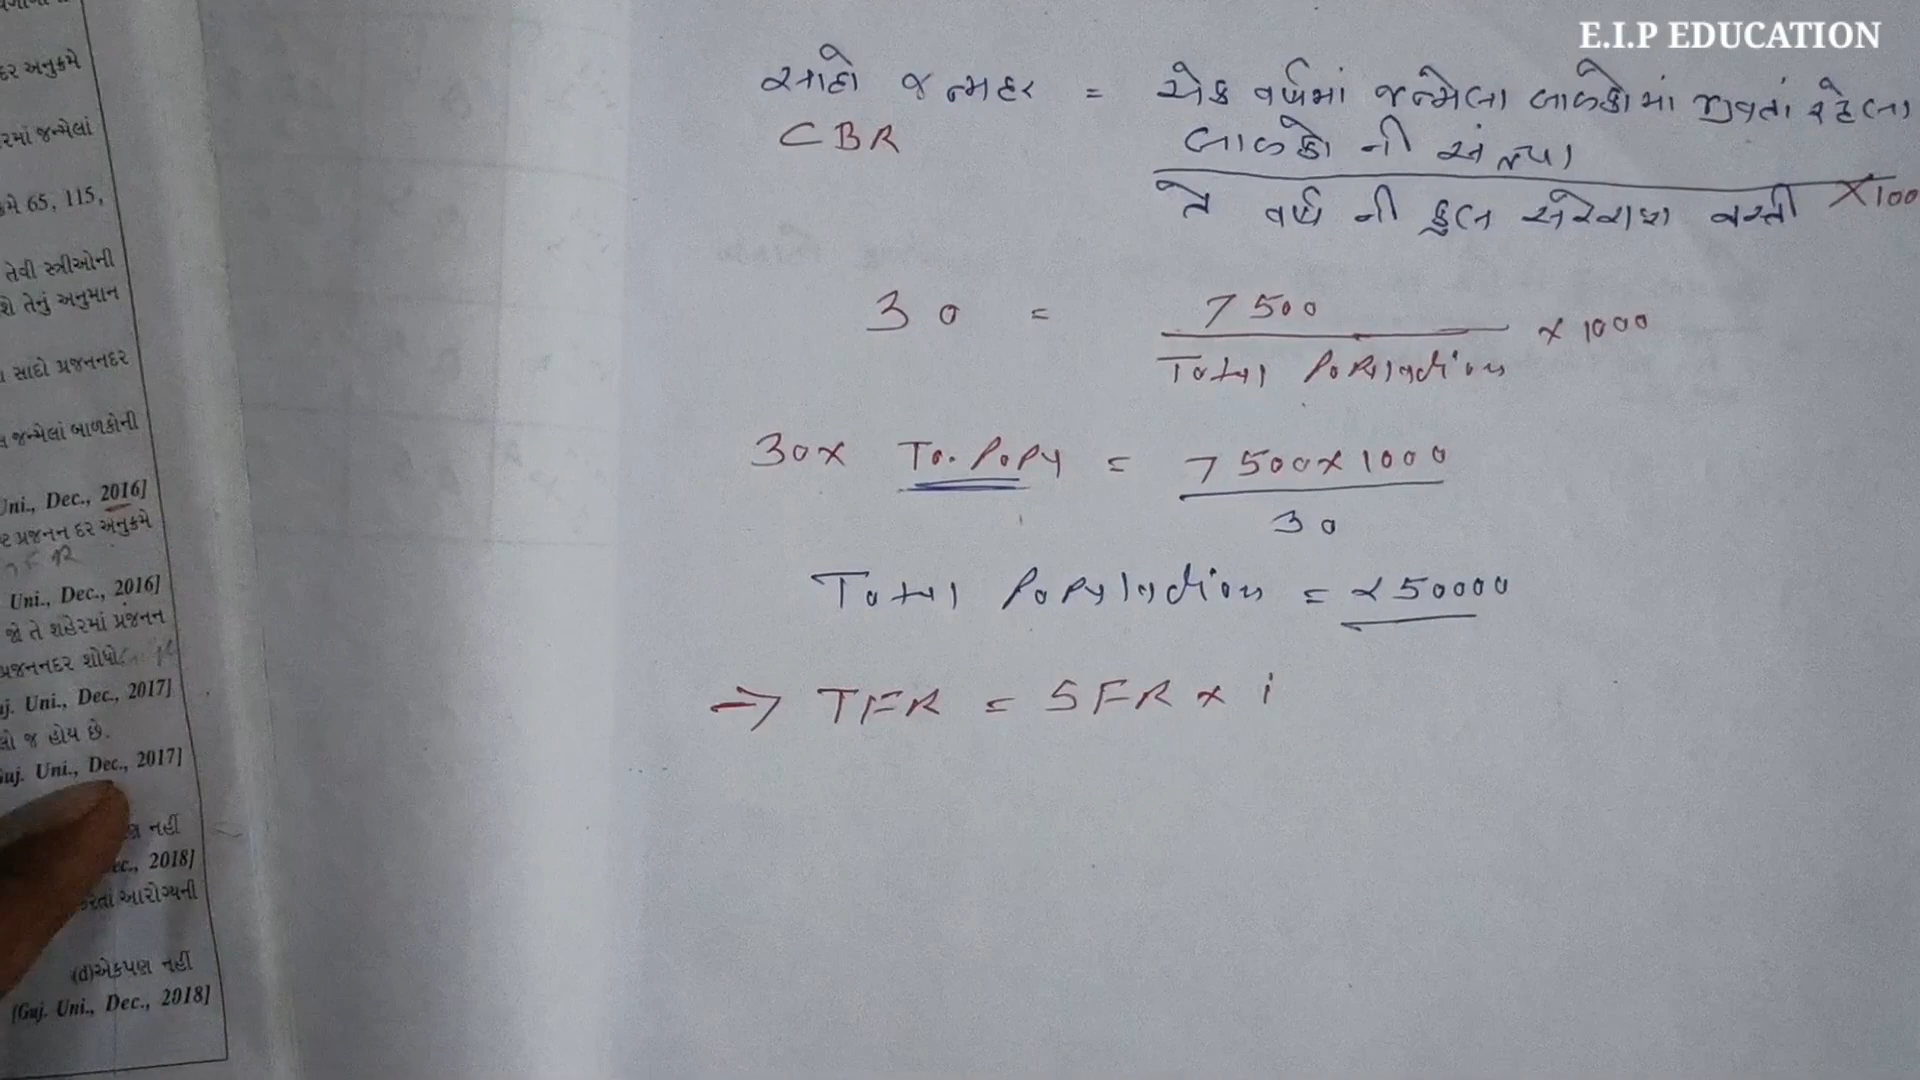 E.I.P EDUCATION
દર અનુક્રમે
રમાં જન્મેલાં
મે 65, 115,
તેવી સ્ત્રીઓની
શે તેનું અનુમાન
સાદો પ્રજનનદર
જન્મેલાં બાળકોની
Uni., Dec., 2016]
પ્રજનન દર અનુક્રમે
Uni., Dec., 2016]
જો તે શહેરમાં પ્રજનન
પ્રજનનદર શોધો
j. Uni., Dec., 2017]
જ હોય છે.
Guj. Uni., Dec., 2017]
નહીં
ec., 2018]
આરોગ્યની
(d)એકપણ નહીં
[Guj. Uni., Dec., 2018]
સાદો જન્મદર = એક વર્ષમાં જન્મેલા બાળકોમાં જીવતાં રહેલા
CBR બાળકો ની સંખ્યા
તે વર્ષ ની કુલ સરેરાશ વસ્તી ×100
30 = 7500 × 1000
Total Population
30× To. Popu = 7500×1000
30
Total Population = 250000
→ TFR = SFR × i